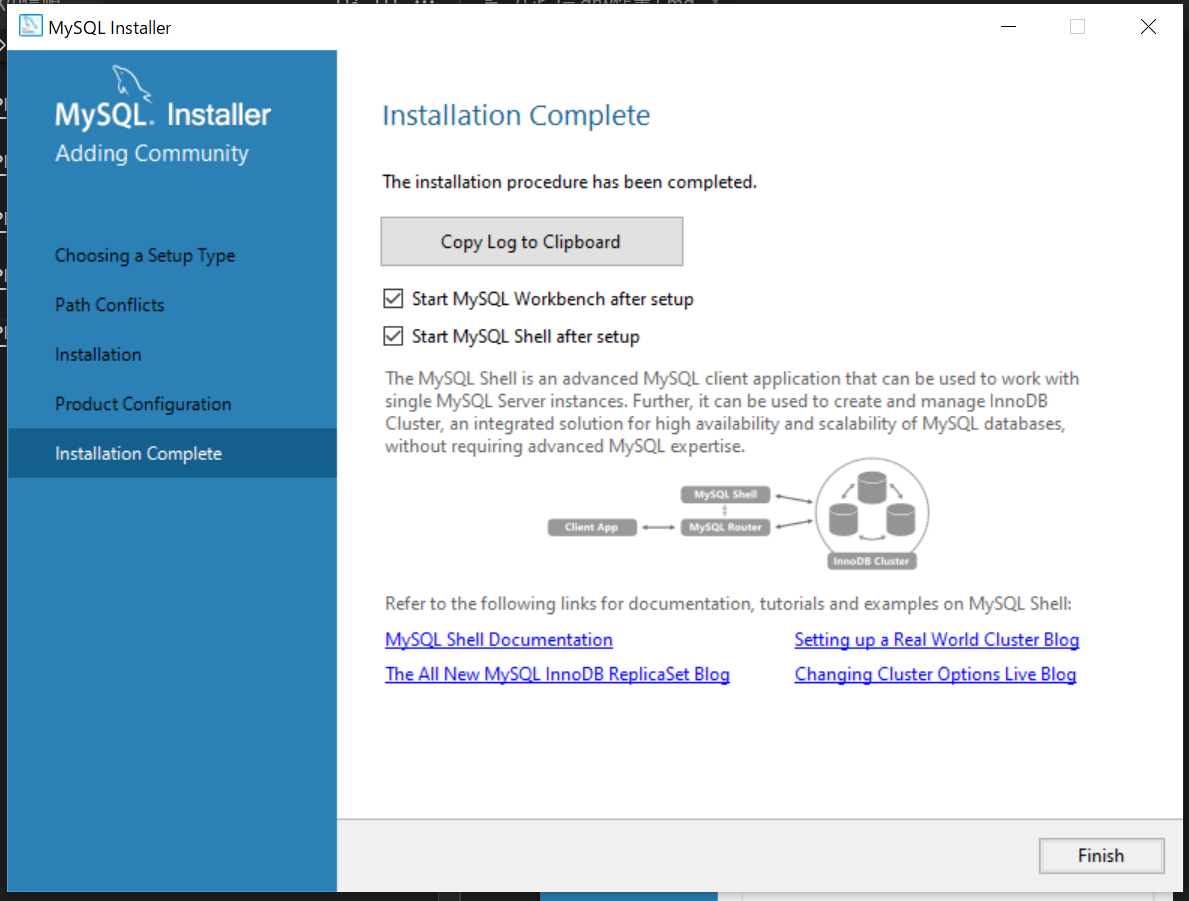 MySQL Installer
MySQL. Installer
Adding Community
Choosing a Setup Type
Path Conflicts
Installation
Product Configuration
Installation Complete
Installation Complete
The installation procedure has been completed.
Copy Log to Clipboard
Start MySQL Workbench after setup
Start MySQL Shell after setup
The MySQL Shell is an advanced MySQL client application that can be used to work with
single MySQL Server instances. Further, it can be used to create and manage InnoDB
Cluster, an integrated solution for high availability and scalability of MySQL databases,
without requiring advanced MySQL expertise.
MySQL Shell
Client App
MySQL Router
InnoDB Cluster
Refer to the following links for documentation, tutorials and examples on MySQL Shell:
MySQL Shell Documentation
Setting up a Real World Cluster Blog
The All New MySQL InnoDB ReplicaSet Blog
Changing Cluster Options Live Blog
Finish